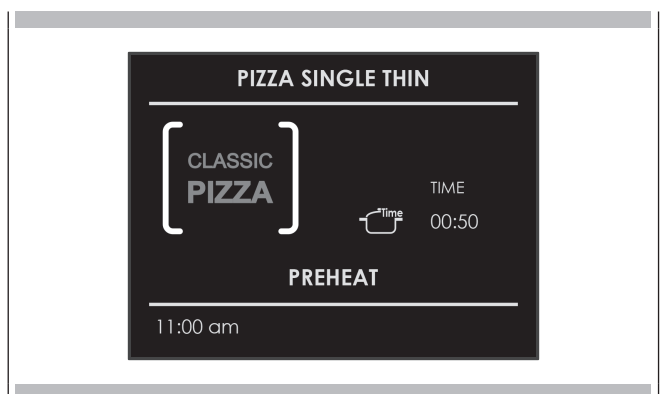 PIZZA SINGLE THIN
CLASSIC
PIZZA
TIME
Time
00:50
PREHEAT
11:00 am